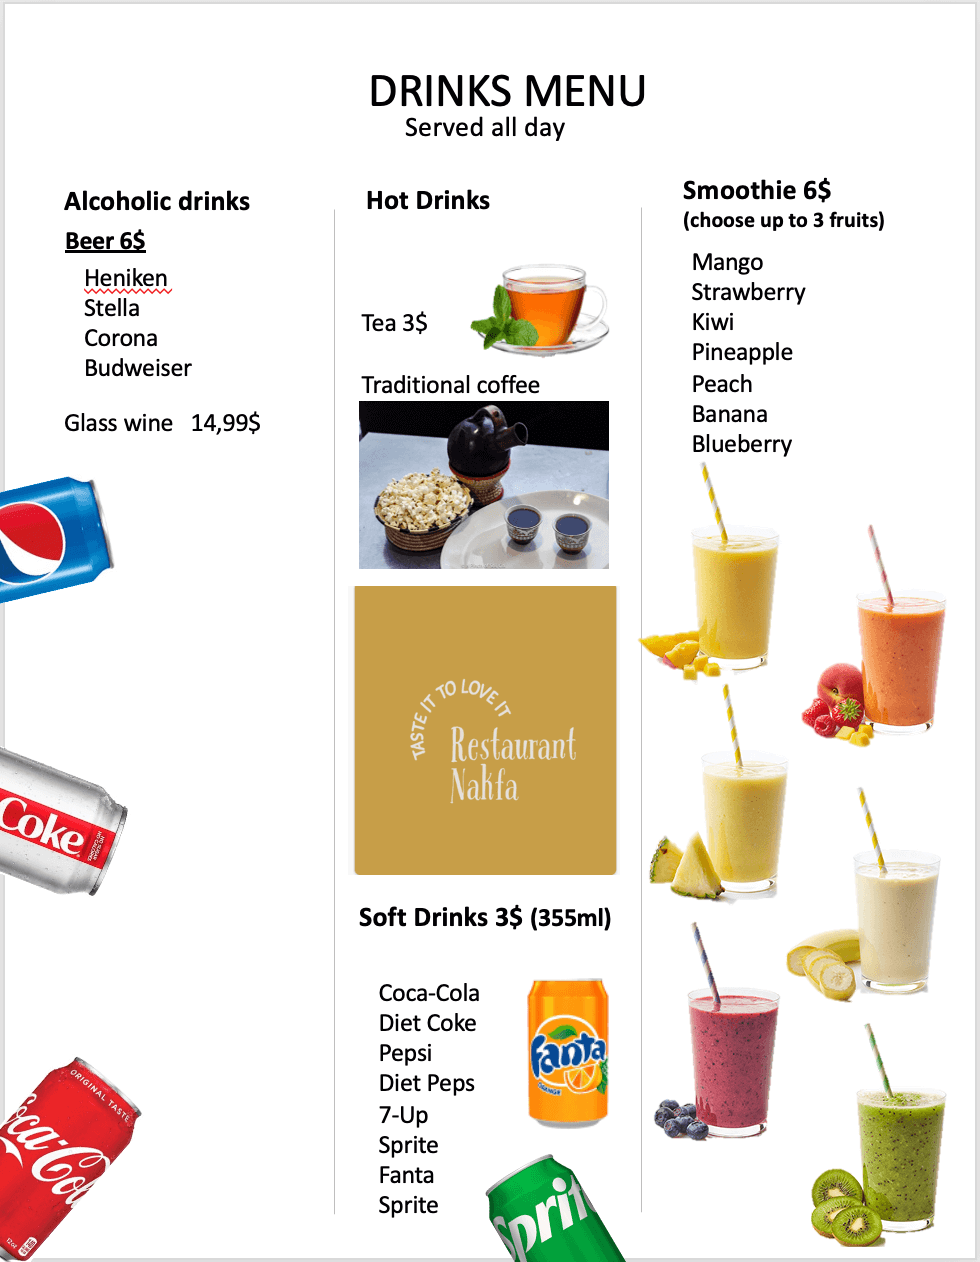 DRINKS MENU
Served all day
Alcoholic drinks
Beer 6$
Heniken
Stella
Corona
Budweiser
Glass wine 14,99$
Hot Drinks
Tea 3$
Traditional coffee
TASTE IT TO LOVE IT
Restaurant
Nakfa
Soft Drinks 3$ (355ml)
Coca-Cola
Diet Coke
Pepsi
Diet Peps
7-Up
Sprite
Fanta
Sprite
Smoothie 6$
(choose up to 3 fruits)
Mango
Strawberry
Kiwi
Pineapple
Peach
Banana
Blueberry
Coke
ORIGINAL TASTE
Fanta
ORANGE